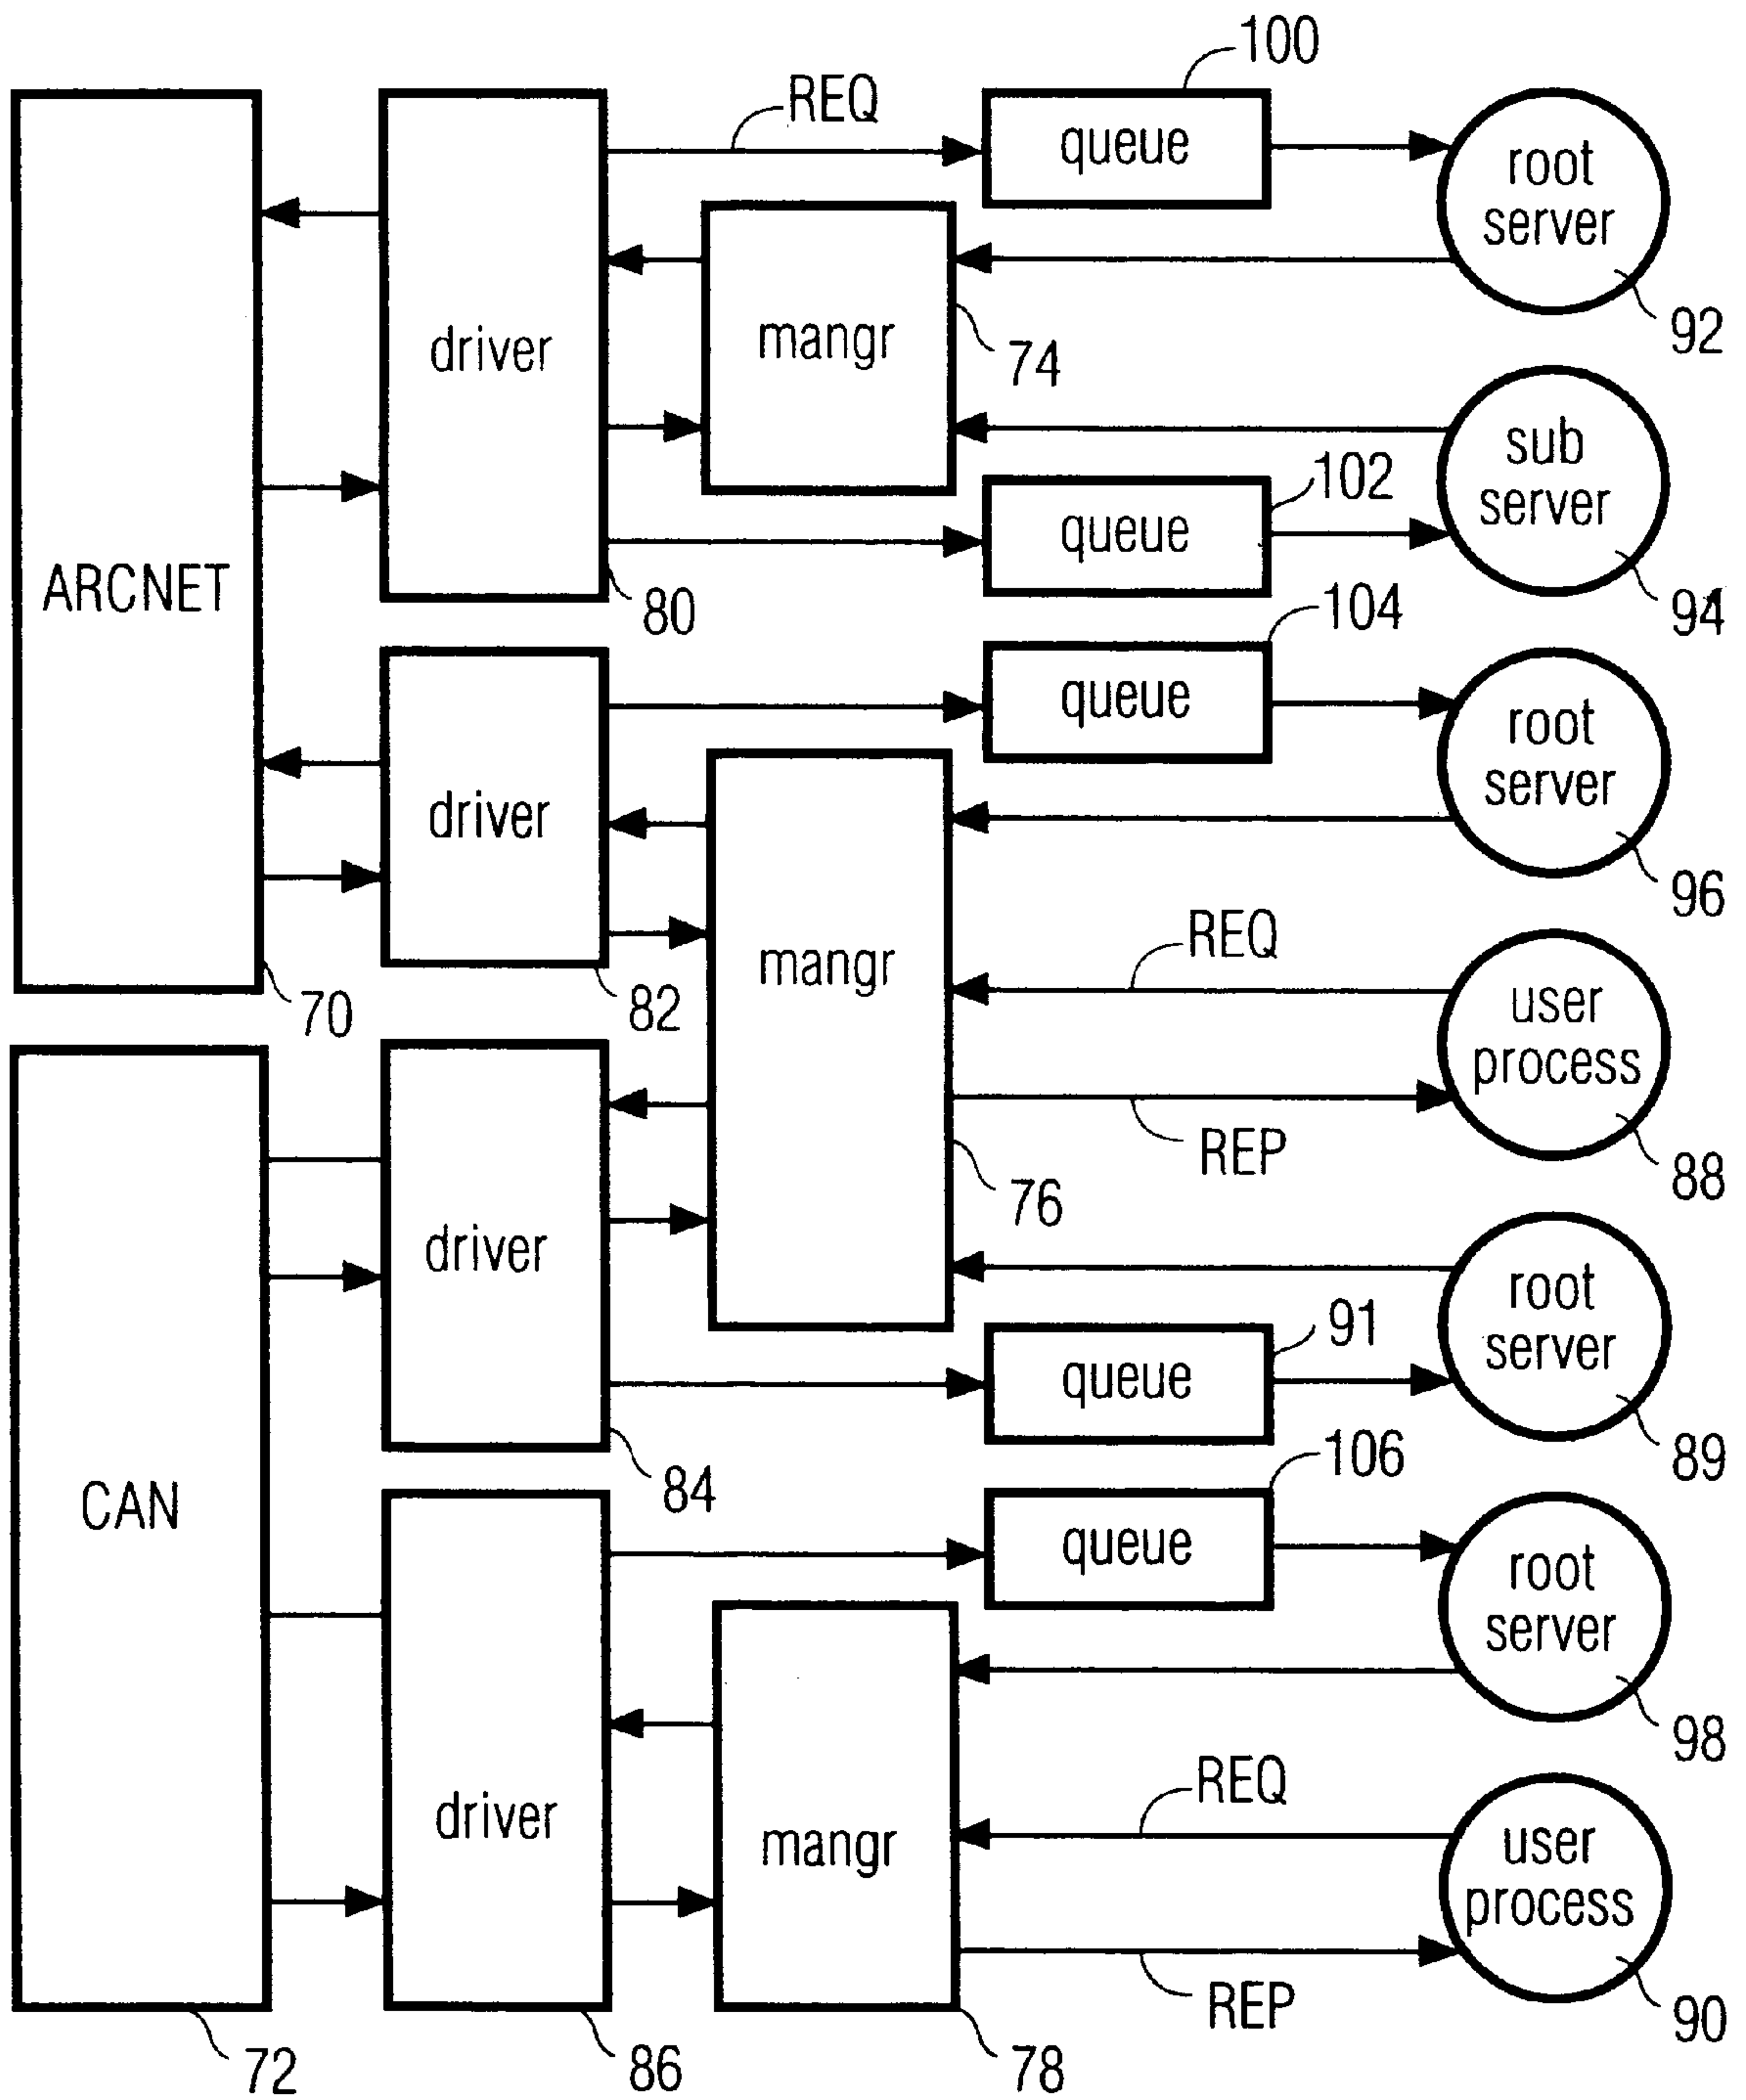 100
REQ
queue
root
server
92
mangr
74
driver
sub
server
102
queue
94
80
ARCNET
104
queue
root
server
96
driver
REQ
mangr
user
process
70
82
REP
88
76
driver
root
server
91
queue
89
106
84
CAN
queue
root
server
98
REQ
driver
mangr
user
process
REP
90
72
86
78